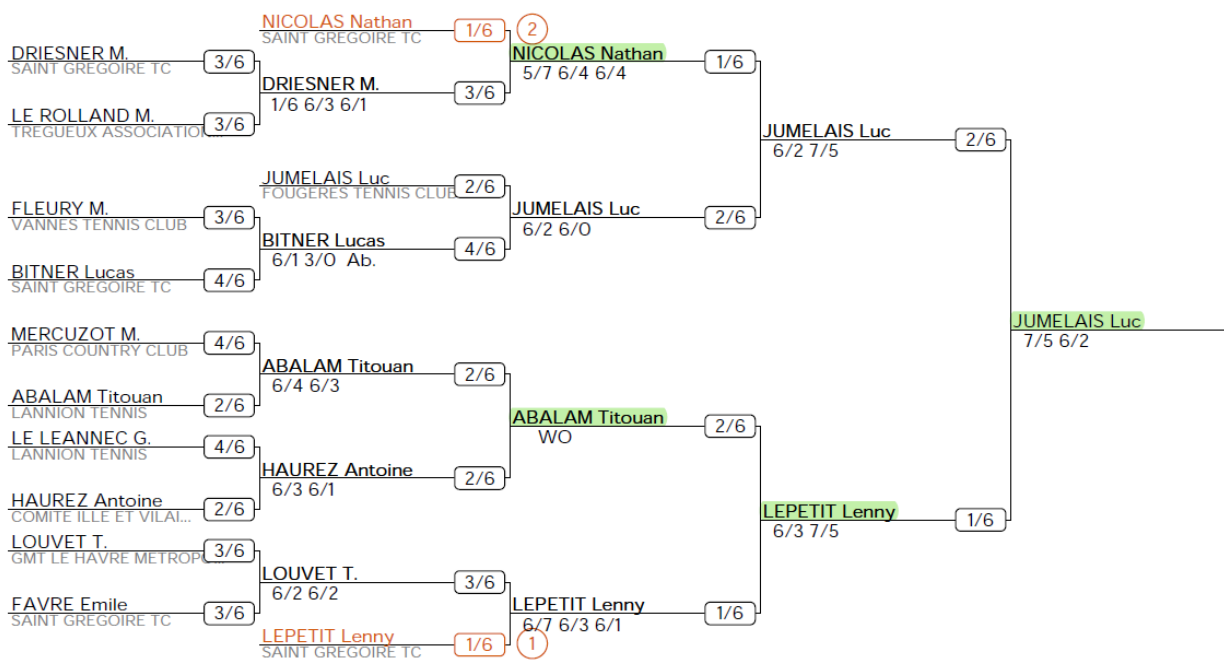 NICOLAS Nathan 1/6 2
SAINT GREGOIRE TC
DRIESNER M. 3/6
SAINT GREGOIRE TC
NICOLAS Nathan 1/6
5/7 6/4 6/4
DRIESNER M. 3/6
1/6 6/3 6/1
LE ROLLAND M. 3/6
TREGUEUX ASSOCIATION...
JUMELAIS Luc 2/6
6/2 7/5
JUMELAIS Luc 2/6
FOUGERES TENNIS CLUB
FLEURY M. 3/6
VANNES TENNIS CLUB
JUMELAIS Luc 2/6
6/2 6/0
BITNER Lucas 4/6
6/1 3/0 Ab.
BITNER Lucas 4/6
SAINT GREGOIRE TC
JUMELAIS Luc
7/5 6/2
MERCUZOT M. 4/6
PARIS COUNTRY CLUB
ABALAM Titouan 2/6
6/4 6/3
ABALAM Titouan 2/6
LANNION TENNIS
ABALAM Titouan 2/6
WO
LE LEANNEC G. 4/6
LANNION TENNIS
HAUREZ Antoine 2/6
6/3 6/1
HAUREZ Antoine 2/6
COMITE ILLE ET VILAI...
LEPETIT Lenny 1/6
6/3 7/5
LOUVET T. 3/6
GMT LE HAVRE METROPO...
LOUVET T. 3/6
6/2 6/2
FAVRE Emile 3/6
SAINT GREGOIRE TC
LEPETIT Lenny 1/6
6/7 6/3 6/1
LEPETIT Lenny 1/6 1
SAINT GREGOIRE TC